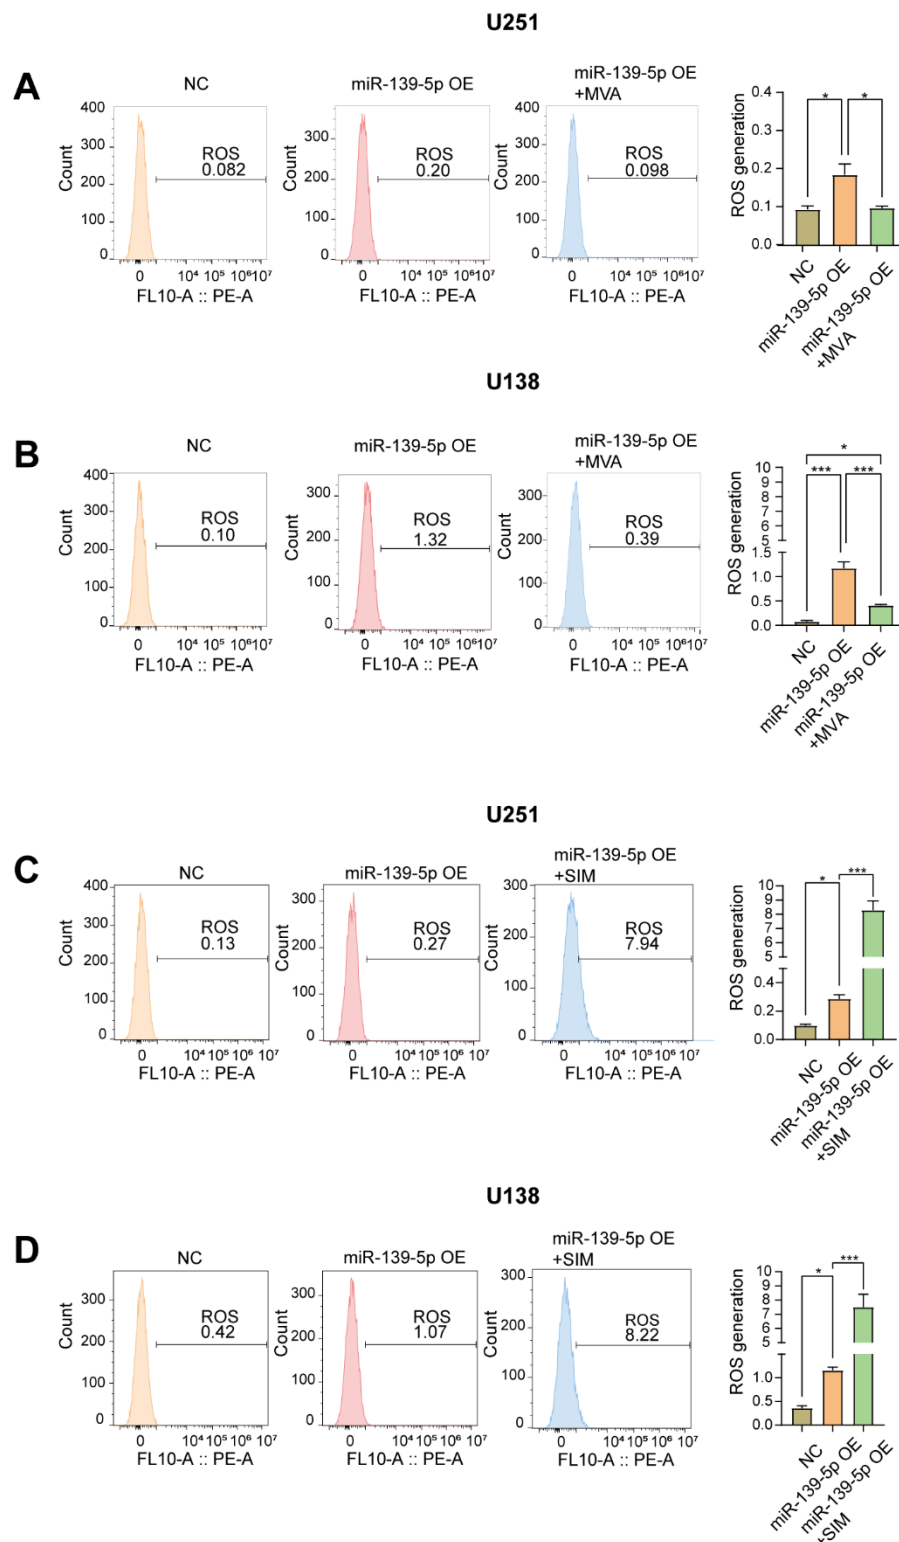 U251
A
NC
miR-139-5p OE
miR-139-5p OE
+MVA
Count
400
300
200
100
0
ROS
0.082
0 10⁴ 10⁵ 10⁶ 10⁷
FL10-A :: PE-A
Count
300
200
100
0
ROS
0.20
0 10⁴ 10⁵ 10⁶ 10⁷
FL10-A :: PE-A
Count
400
300
200
100
0
ROS
0.098
0 10⁴ 10⁵ 10⁶ 10⁷
FL10-A :: PE-A
ROS generation
0.4
0.3
0.2
0.1
0.0
* *
NC
miR-139-5p OE
miR-139-5p OE
+MVA
U138
B
NC
miR-139-5p OE
miR-139-5p OE
+MVA
Count
400
300
200
100
0
ROS
0.10
0 10⁴ 10⁵ 10⁶ 10⁷
FL10-A :: PE-A
Count
300
200
100
0
ROS
1.32
0 10⁴ 10⁵ 10⁶ 10⁷
FL10-A :: PE-A
Count
300
200
100
0
ROS
0.39
0 10⁴ 10⁵ 10⁶ 10⁷
FL10-A :: PE-A
ROS generation
10
9
8
7
6
5
1.5
1.0
0.5
0.0
*
*** ***
NC
miR-139-5p OE
miR-139-5p OE
+MVA
U251
C
NC
miR-139-5p OE
miR-139-5p OE
+SIM
Count
400
300
200
100
0
ROS
0.13
0 10⁴ 10⁵ 10⁶ 10⁷
FL10-A :: PE-A
Count
300
200
100
0
ROS
0.27
0 10⁴ 10⁵ 10⁶ 10⁷
FL10-A :: PE-A
Count
300
200
100
0
ROS
7.94
0 10⁴ 10⁵ 10⁶ 10⁷
FL10-A :: PE-A
ROS generation
10
9
8
7
6
5
0.4
0.2
0.0
* ***
NC
miR-139-5p OE
miR-139-5p OE
+SIM
U138
D
NC
miR-139-5p OE
miR-139-5p OE
+SIM
Count
300
200
100
0
ROS
0.42
0 10⁴ 10⁵ 10⁶ 10⁷
FL10-A :: PE-A
Count
300
200
100
0
ROS
1.07
0 10⁴ 10⁵ 10⁶ 10⁷
FL10-A :: PE-A
Count
300
200
100
0
ROS
8.22
0 10⁴ 10⁵ 10⁶ 10⁷
FL10-A :: PE-A
ROS generation
10
9
8
7
6
5
1.0
0.5
0.0
* ***
NC
miR-139-5p OE
miR-139-5p OE
+SIM